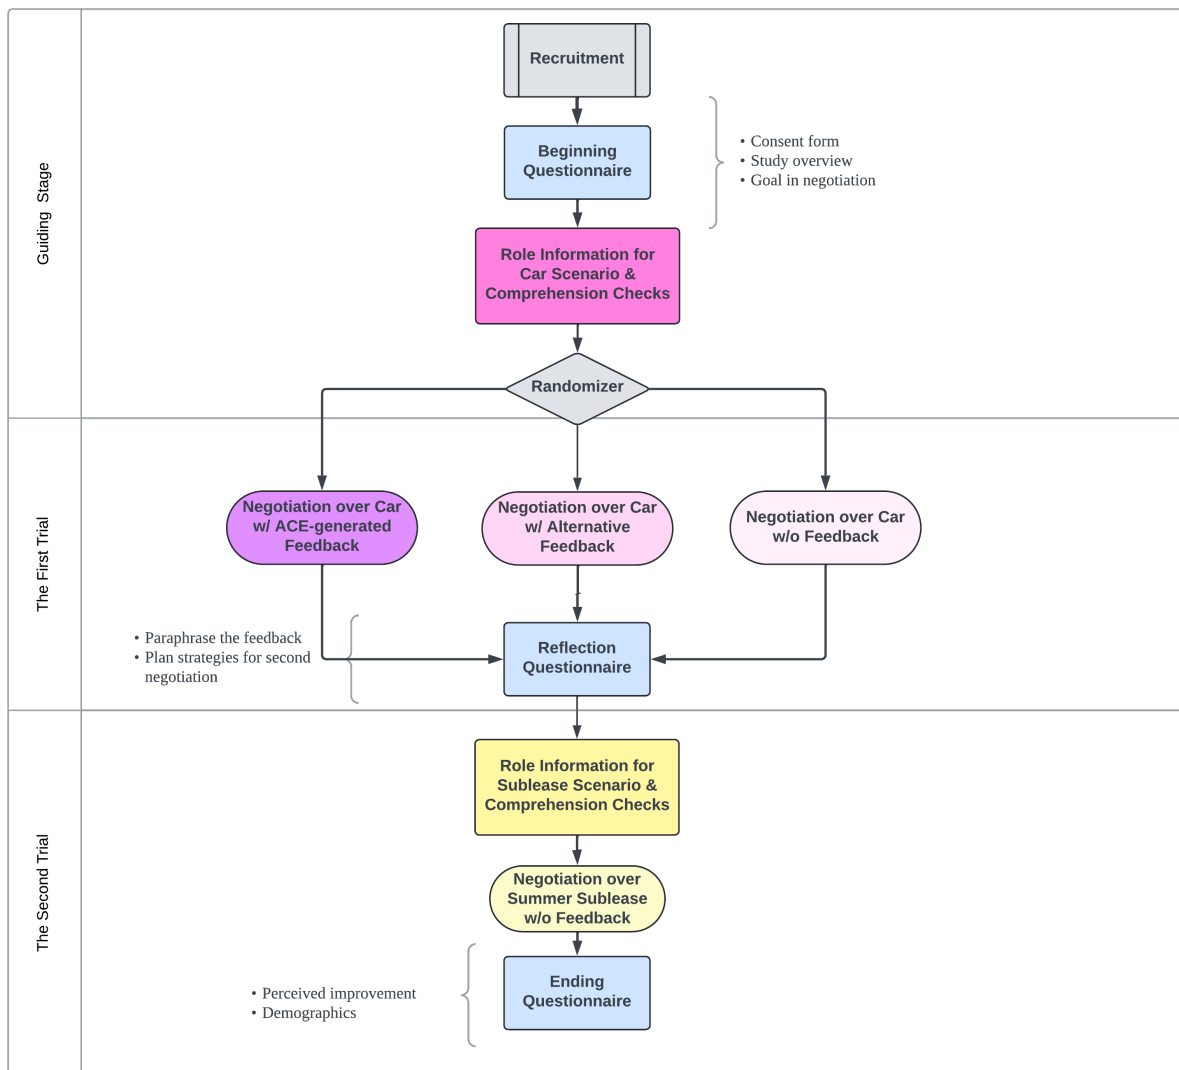 Guiding Stage
Recruitment
Beginning
Questionnaire
• Consent form
• Study overview
• Goal in negotiation
Role Information for
Car Scenario &
Comprehension Checks
Randomizer
The First Trial
Negotiation over Car
w/ ACE-generated
Feedback
Negotiation over Car
w/ Alternative
Feedback
Negotiation over Car
w/o Feedback
• Paraphrase the feedback
• Plan strategies for second
negotiation
Reflection
Questionnaire
The Second Trial
Role Information for
Sublease Scenario &
Comprehension Checks
Negotiation over
Summer Sublease
w/o Feedback
• Perceived improvement
• Demographics
Ending
Questionnaire